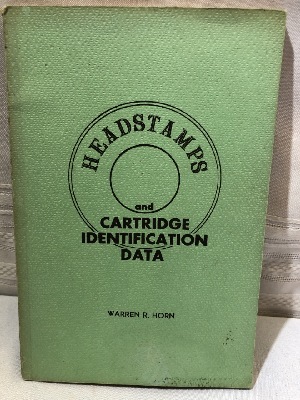 HEADSTAMPS
and
CARTRIDGE
IDENTIFICATION
DATA
WARREN R. HORN